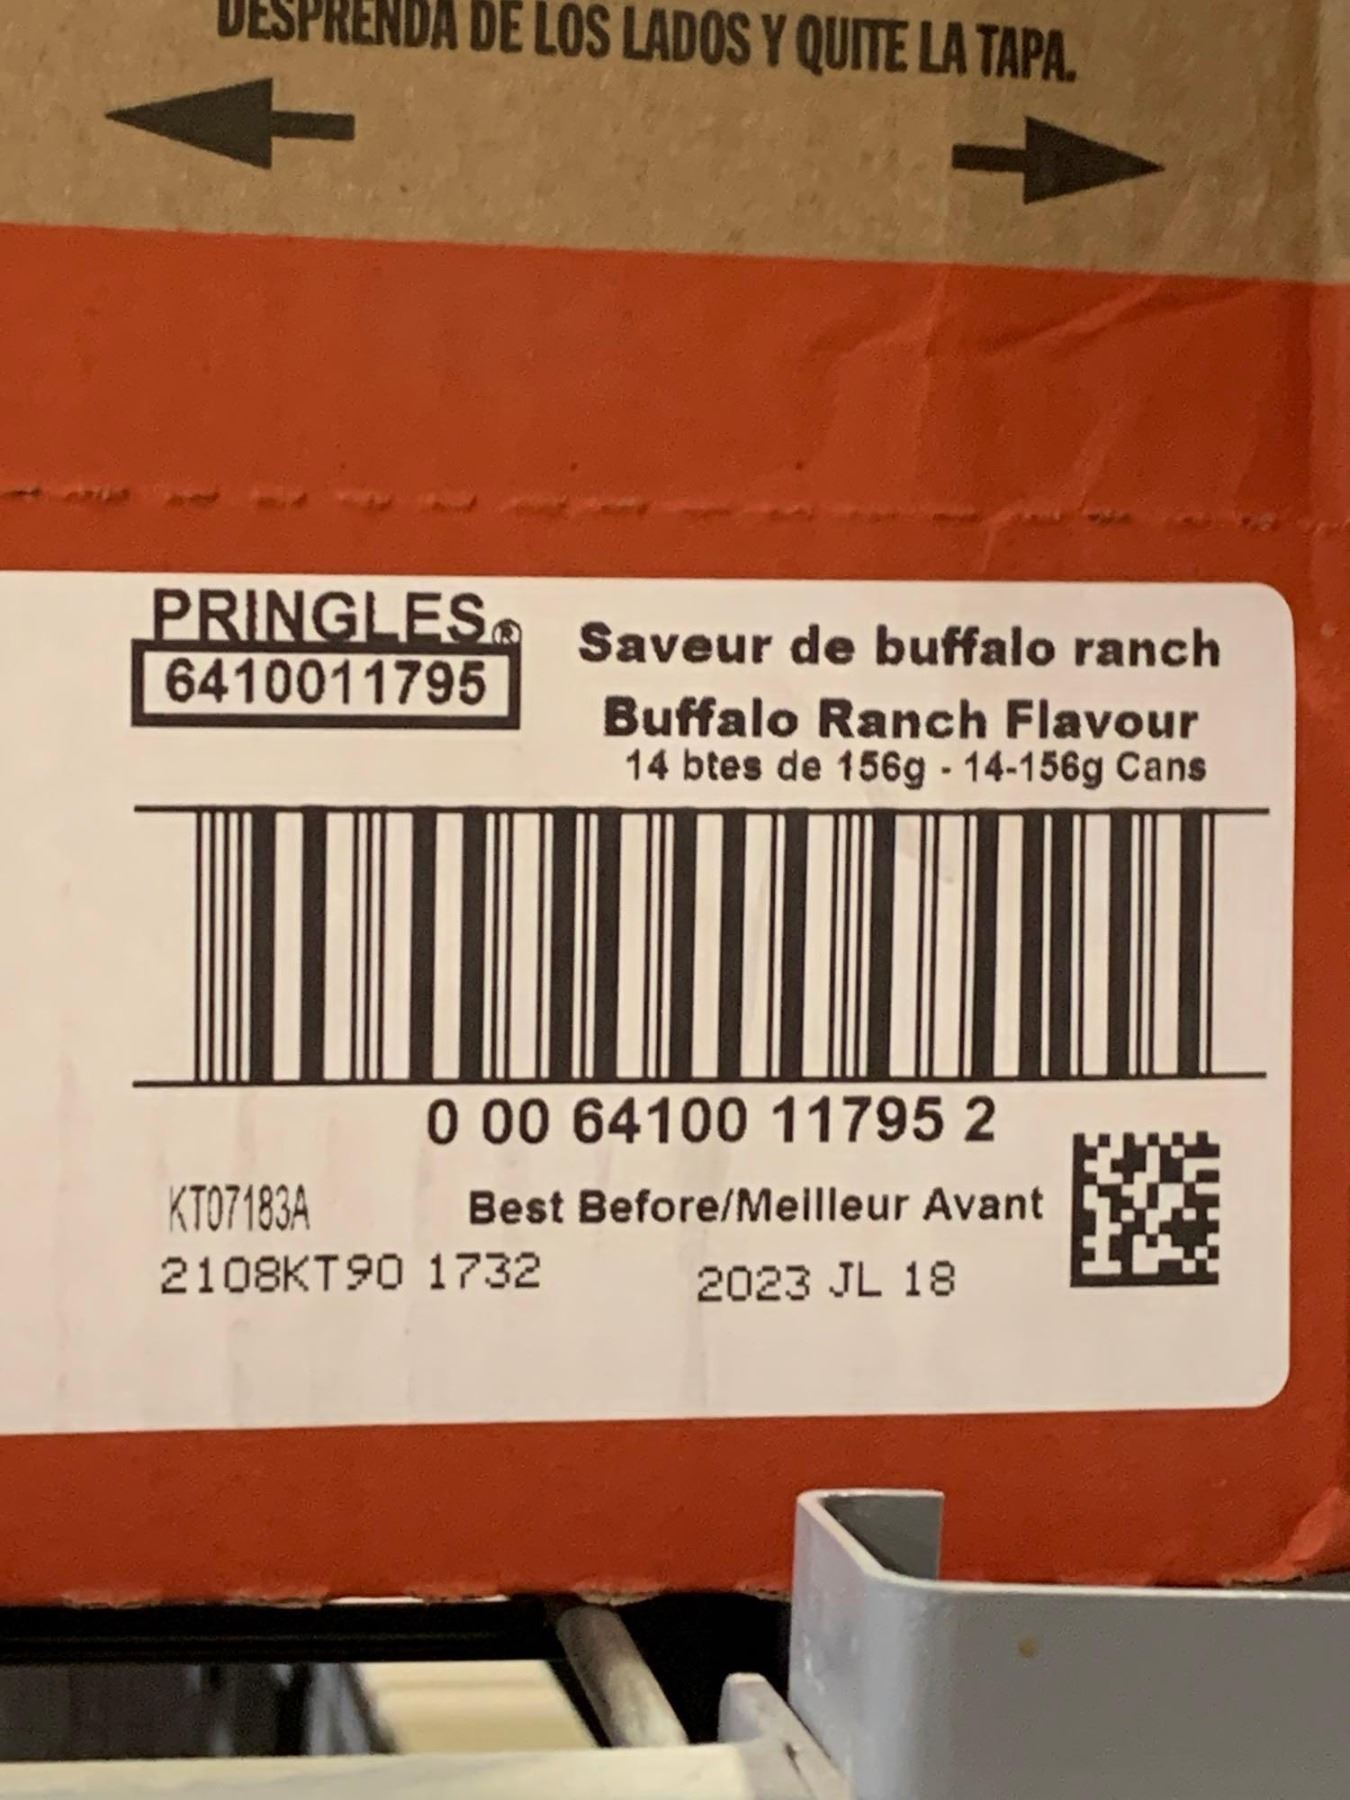 DESPRENDA DE LOS LADOS Y QUITE LA TAPA.
PRINGLES®
6410011795
Saveur de buffalo ranch
Buffalo Ranch Flavour
14 btes de 156g - 14-156g Cans
0 00 64100 11795 2
KT07183A
Best Before/Meilleur Avant
2108KT90 1732
2023 JL 18